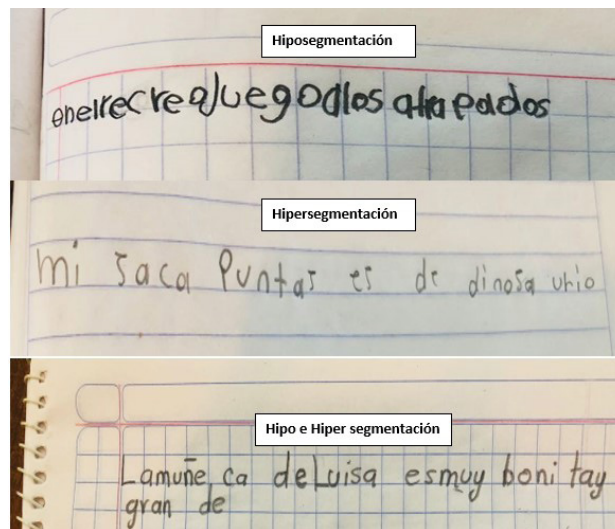 Hiposegmentación
enelrecreaJuegoalos atrapados
Hipersegmentación
mi saca Puntas es de dinosa urio
Hipo e Hiper segmentación
Lamuñe ca deLuisa esmuy boni tay
gran de